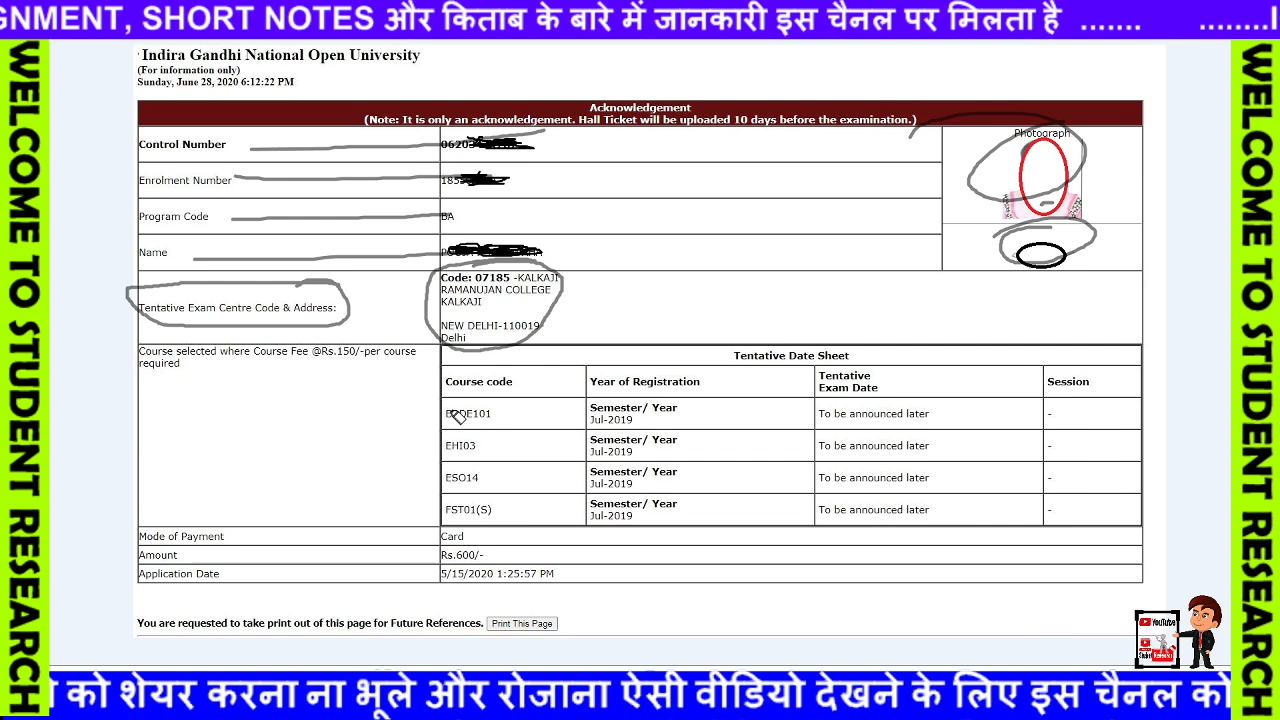 GNMENT, SHORT NOTES और किताब के बारे में जानकारी इस चैनल पर मिलता है ....... ........I
WELCOME TO STUDENT RESEARCH
WELCOME TO STUDENT RESEARCH
Indira Gandhi National Open University
(For information only)
Sunday, June 28, 2020 6:12:22 PM
Acknowledgement
(Note: It is only an acknowledgement. Hall Ticket will be uploaded 10 days before the examination.)
Control Number 0620
Photograph
Enrolment Number 185
Program Code BA
Name
Tentative Exam Centre Code & Address:
Code: 07185 -KALKAJI
RAMANUJAN COLLEGE
KALKAJI
NEW DELHI-110019
Delhi
Course selected where Course Fee @Rs.150/-per course
required
Tentative Date Sheet
Course code Year of Registration Tentative Exam Date Session
E101 Semester/ Year Jul-2019 To be announced later -
EHI03 Semester/ Year Jul-2019 To be announced later -
ESO14 Semester/ Year Jul-2019 To be announced later -
FST01(S) Semester/ Year Jul-2019 To be announced later -
Mode of Payment Card
Amount Rs.600/-
Application Date 5/15/2020 1:25:57 PM
You are requested to take print out of this page for Future References. Print This Page
YouTube
को शेयर करना ना भूले और रोजाना ऐसी वीडियो देखने के लिए इस चैनल को